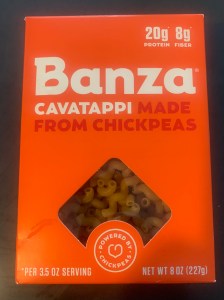 20g* 8g*
PROTEIN FIBER
Banza®
CAVATAPPI MADE
FROM CHICKPEAS
POWERED BY
CHICKPEAS
*PER 3.5 OZ SERVING
NET WT 8 OZ (227g)